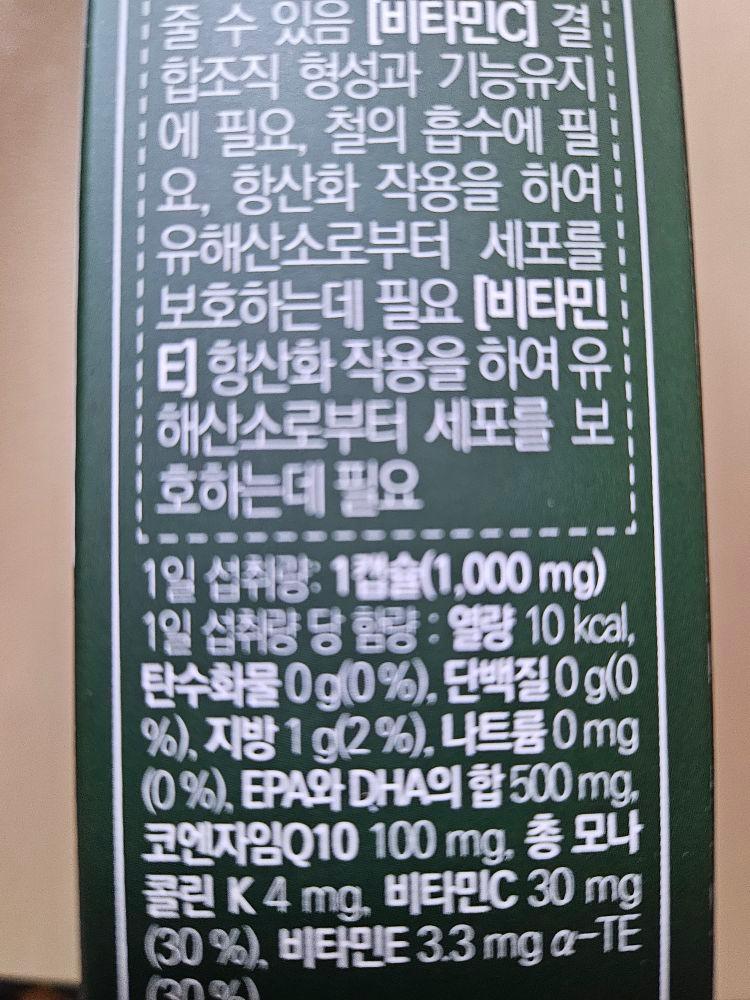 줄 수 있음 [비타민C] 결
합조직 형성과 기능유지
에 필요, 철의 흡수에 필
요, 항산화 작용을 하여
유해산소로부터 세포를
보호하는데 필요 [비타민
E] 항산화 작용을 하여 유
해산소로부터 세포를 보
호하는데 필요
1일 섭취량: 1캡슐(1,000 mg)
1일 섭취량 당 함량 : 열량 10 kcal,
탄수화물 0 g(0 %), 단백질 0 g(0
%), 지방 1 g(2 %), 나트륨 0 mg
(0 %), EPA와 DHA의 합 500 mg,
코엔자임Q10 100 mg, 총 모나
콜린 K 4 mg, 비타민C 30 mg
(30 %), 비타민E 3.3 mg α-TE
(30 %)